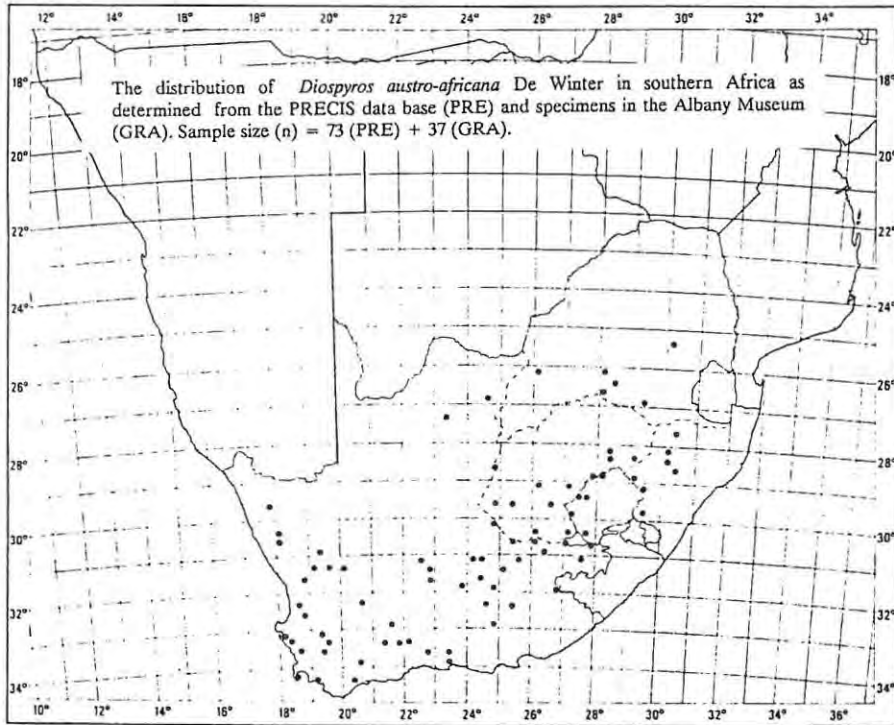 12° 14° 16° 18° 20° 22° 24° 26° 28° 30° 32° 34°
The distribution of Diospyros austro-africana De Winter in southern Africa as
determined from the PRECIS data base (PRE) and specimens in the Albany Museum
(GRA). Sample size (n) = 73 (PRE) + 37 (GRA).
18° 18°
20° 20°
22° 22°
24° 24°
26° 26°
28° 28°
30° 30°
32° 32°
34° 34°
10° 12° 14° 16° 18° 20° 22° 24° 26° 28° 30° 32° 34° 36°